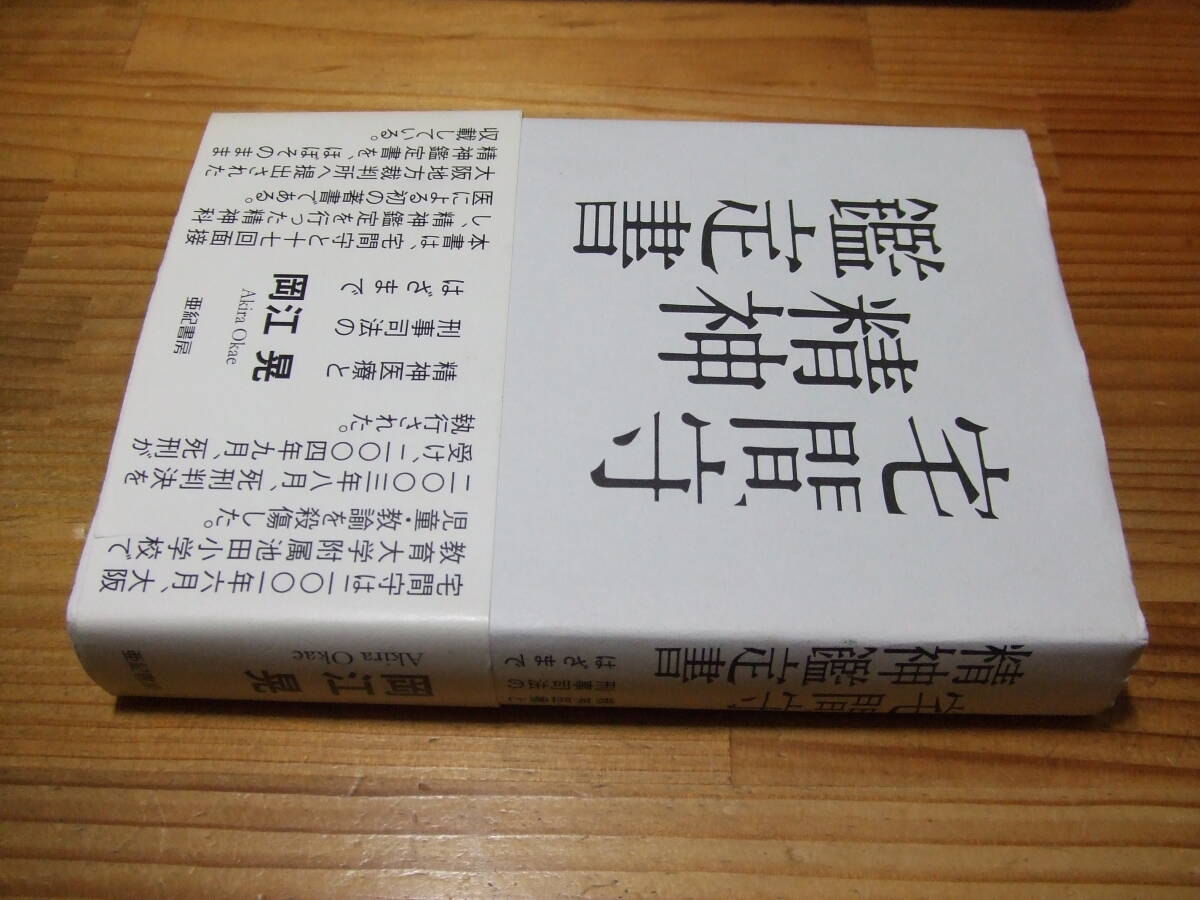 宅間守
精神
鑑定書
宅間守は二〇〇一年六月、大阪
教育大学附属池田小学校で
児童・教諭を殺傷した。
二〇〇三年八月、死刑判決を
受け、二〇〇四年九月、死刑が
執行された。
精神医療と
刑事司法の
はざまで
岡江 晃
Akira Okae
亜紀書房
本書は、宅間守と十七回面接
し、精神鑑定を行った精神科
医による初の著書である。
大阪地方裁判所へ提出された
精神鑑定書を、ほぼそのまま
収載している。
宅間守
精神鑑定書
精神医療と
刑事司法の
はざまで
岡江 晃
Akira Okae
亜紀書房